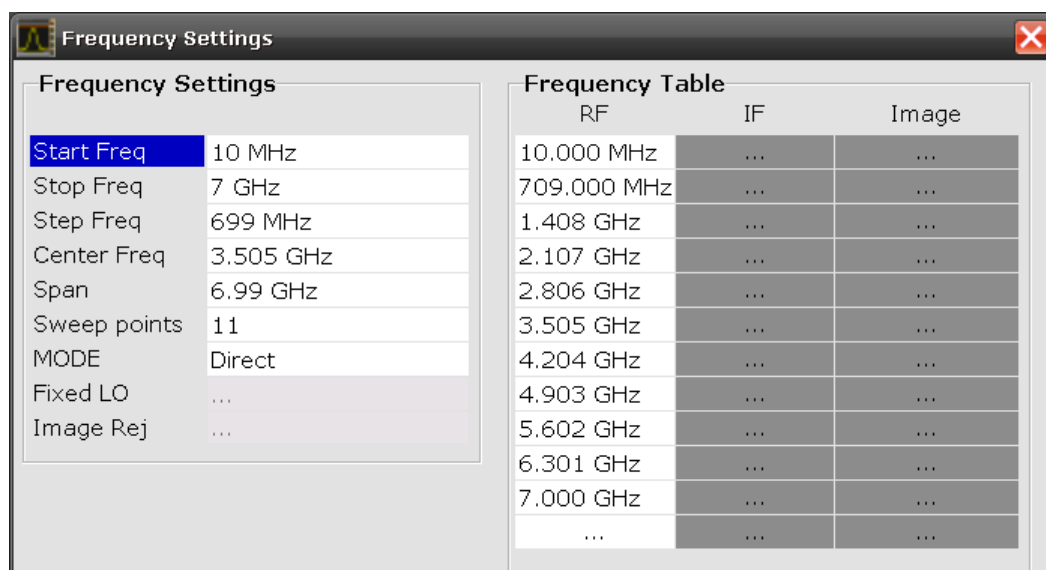 Frequency Settings
Frequency Settings
Start Freq 10 MHz
Stop Freq 7 GHz
Step Freq 699 MHz
Center Freq 3.505 GHz
Span 6.99 GHz
Sweep points 11
MODE Direct
Fixed LO ...
Image Rej ...
Frequency Table
RF IF Image
10.000 MHz ... ...
709.000 MHz ... ...
1.408 GHz ... ...
2.107 GHz ... ...
2.806 GHz ... ...
3.505 GHz ... ...
4.204 GHz ... ...
4.903 GHz ... ...
5.602 GHz ... ...
6.301 GHz ... ...
7.000 GHz ... ...
... ... ...